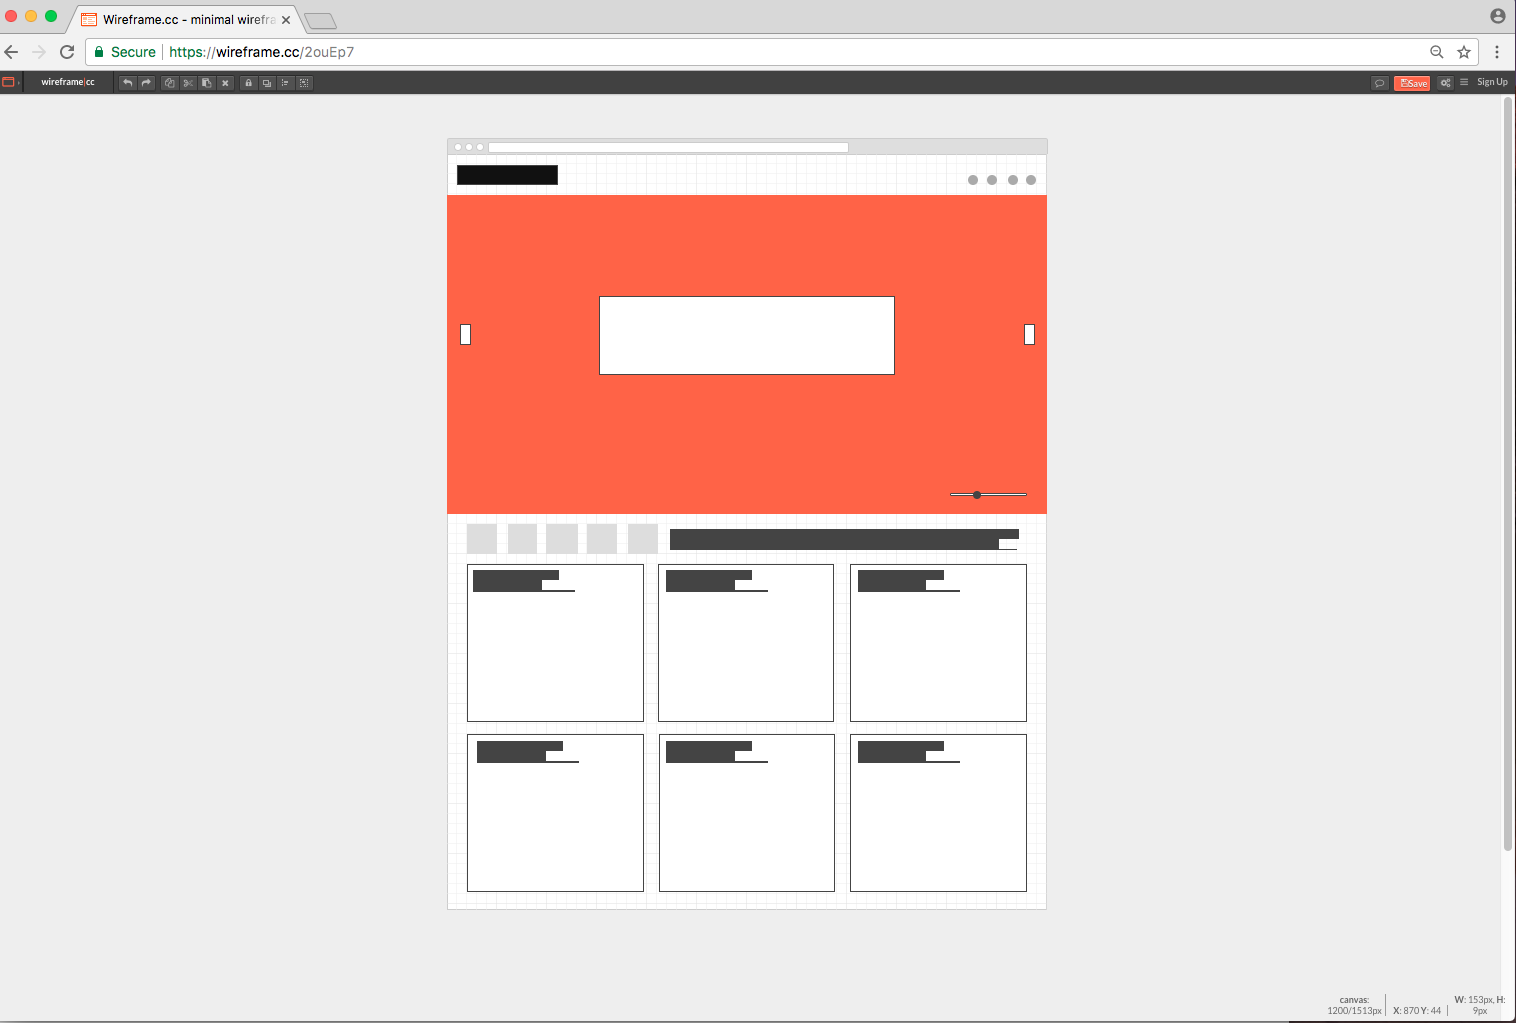 Wireframe.cc - minimal wirefra
Secure https://wireframe.cc/2ouEp7
wireframe|cc
Save
Sign Up
canvas:
1200/1513px
X: 870 Y: 44
W: 153px, H:
9px